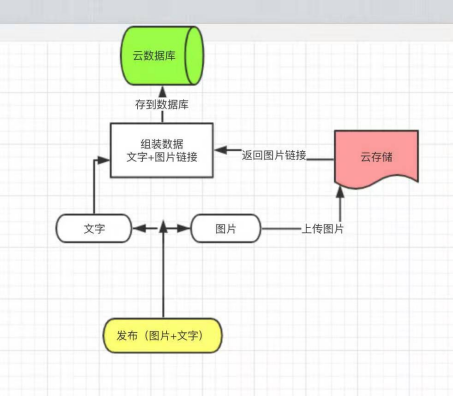 云数据库
存到数据库
组装数据
文字+图片链接
返回图片链接
云存储
文字
图片
上传图片
发布（图片+文字）